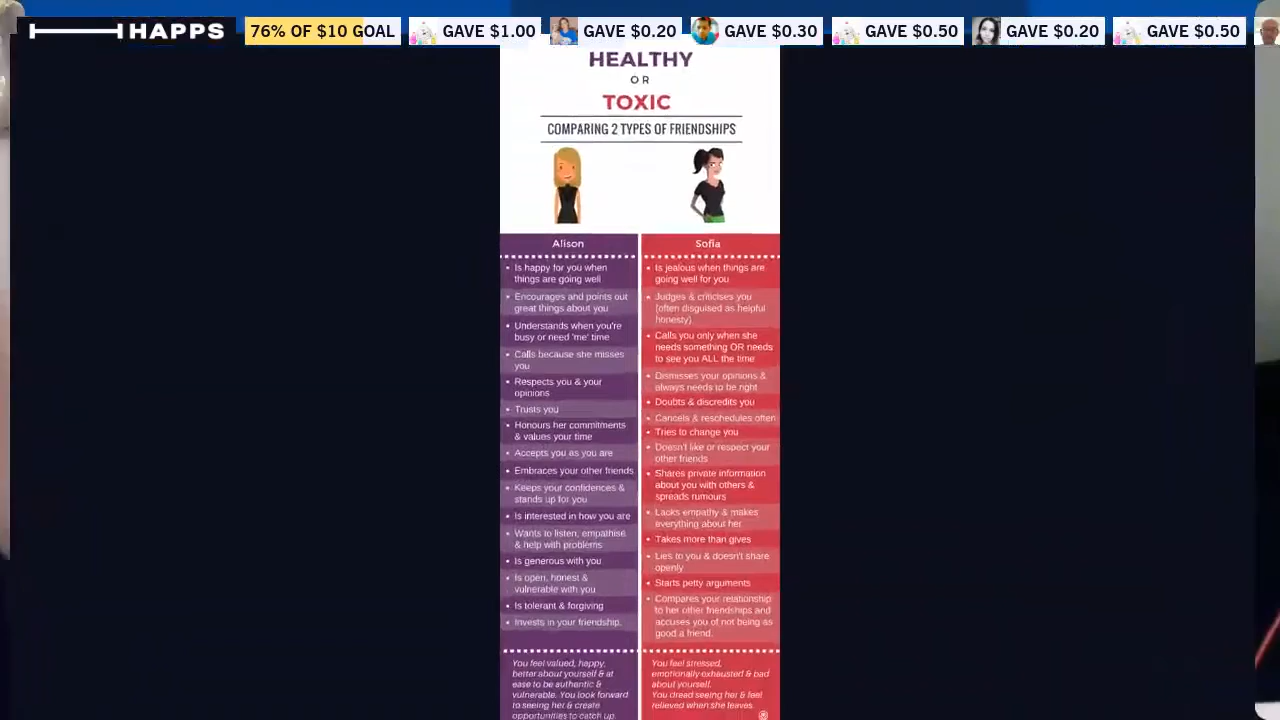 HAPPS
76% OF $10 GOAL
GAVE $1.00
GAVE $0.20
GAVE $0.30
GAVE $0.50
GAVE $0.20
GAVE $0.50
HEALTHY
OR
TOXIC
COMPARING 2 TYPES OF FRIENDSHIPS
Alison
• Is happy for you when
things are going well
• Encourages and points out
great things about you
• Understands when you're
busy or need 'me' time
• Calls because she misses
you
• Respects you & your
opinions
• Trusts you
• Honours her commitments
& values your time
• Accepts you as you are
• Embraces your other friends
• Keeps your confidences &
stands up for you
• Is interested in how you are
• Wants to listen, empathise
& help with problems
• Is generous with you
• Is open, honest &
vulnerable with you
• Is tolerant & forgiving
• Invests in your friendship.
You feel valued, happy,
better about yourself & at
ease to be authentic &
vulnerable. You look forward
to seeing her & create
opportunities to catch up.
Sofia
• Is jealous when things are
going well for you
• Judges & criticises you
(often disguised as helpful
honesty)
• Calls you only when she
needs something OR needs
to see you ALL the time
• Dismisses your opinions &
always needs to be right
• Doubts & discredits you
• Cancels & reschedules often
• Tries to change you
• Doesn't like or respect your
other friends
• Shares private information
about you with others &
spreads rumours
• Lacks empathy & makes
everything about her
• Takes more than gives
• Lies to you & doesn't share
openly
• Starts petty arguments
• Compares your relationship
to her other friendships and
accuses you of not being as
good a friend.
You feel stressed,
emotionally exhausted & bad
about yourself.
You dread seeing her & feel
relieved when she leaves.